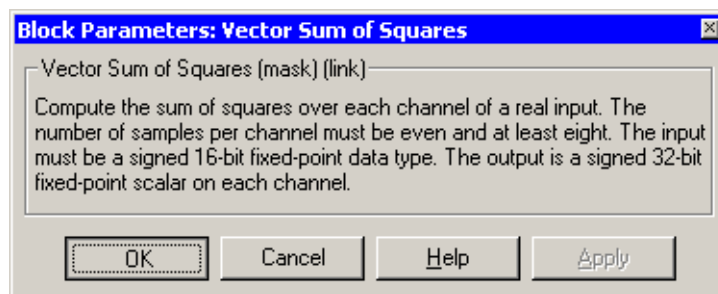 Block Parameters: Vector Sum of Squares
Vector Sum of Squares (mask) (link)
Compute the sum of squares over each channel of a real input. The
number of samples per channel must be even and at least eight. The input
must be a signed 16-bit fixed-point data type. The output is a signed 32-bit
fixed-point scalar on each channel.
OK Cancel Help Apply